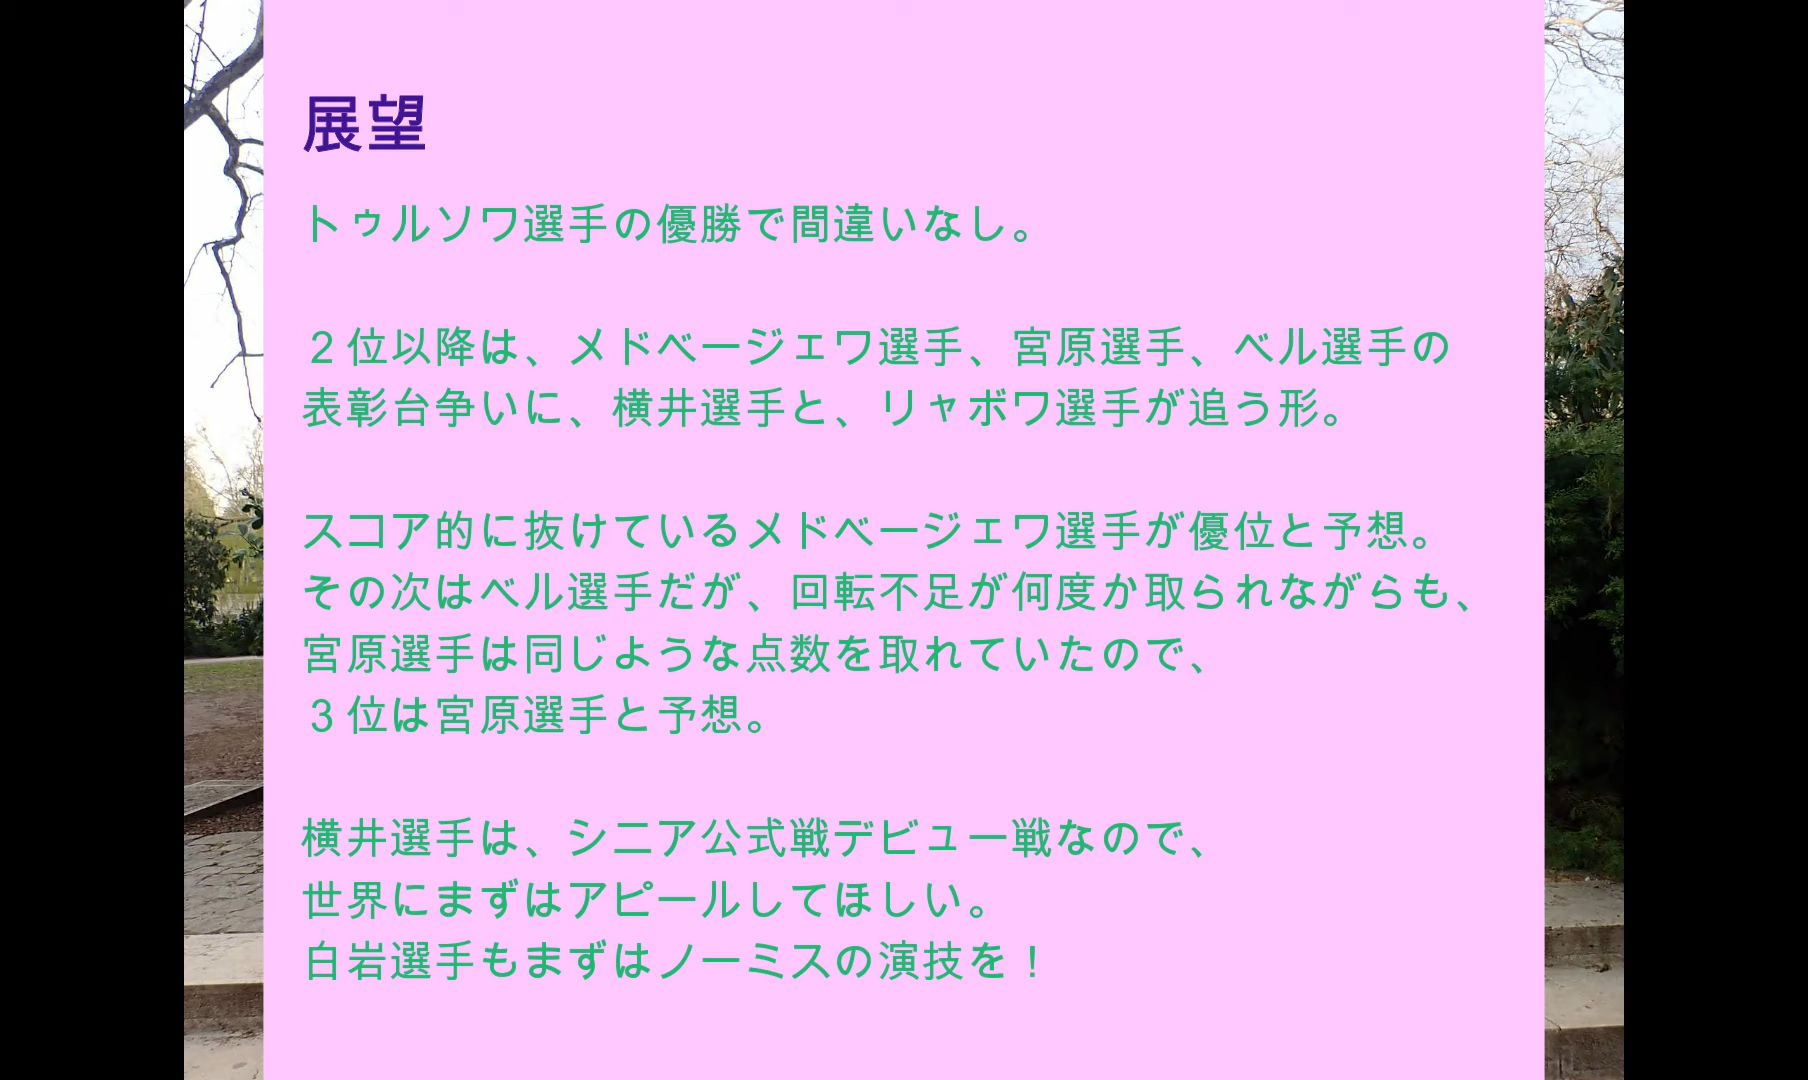 展望
トゥルソワ選手の優勝で間違いなし。
２位以降は、メドベージェワ選手、宮原選手、ベル選手の
表彰台争いに、横井選手と、リャボワ選手が追う形。
スコア的に抜けているメドベージェワ選手が優位と予想。
その次はベル選手だが、回転不足が何度か取られながらも、
宮原選手は同じような点数を取れていたので、
３位は宮原選手と予想。
横井選手は、シニア公式戦デビュー戦なので、
世界にまずはアピールしてほしい。
白岩選手もまずはノーミスの演技を！